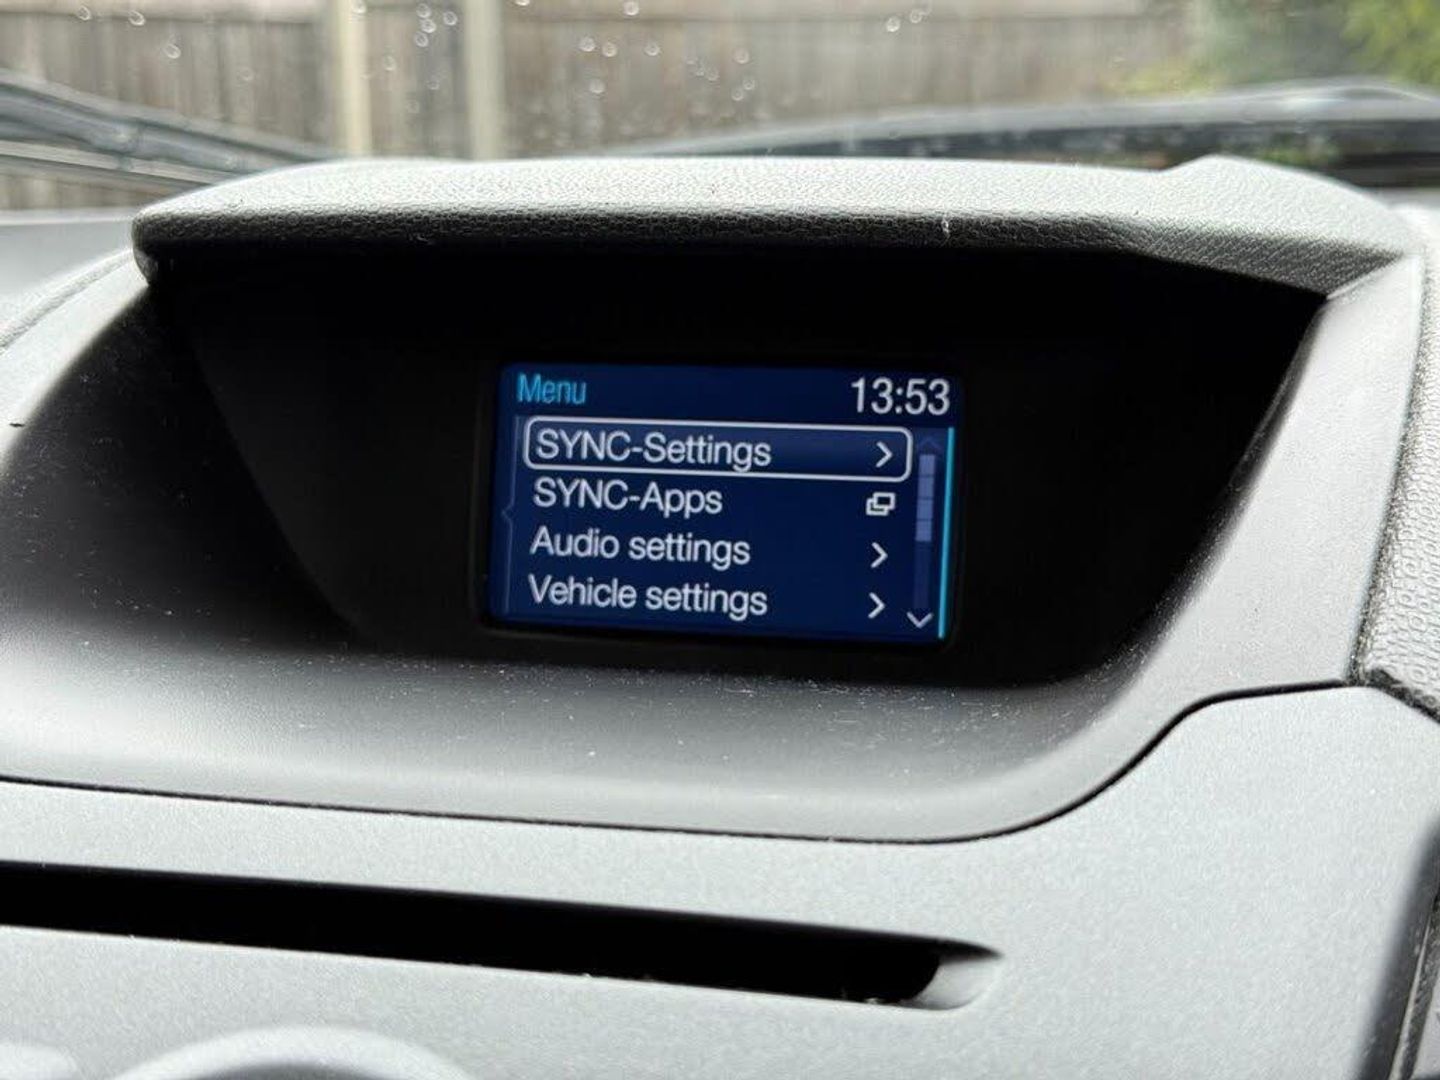 Menu 13:53
SYNC-Settings
SYNC-Apps
Audio settings
Vehicle settings